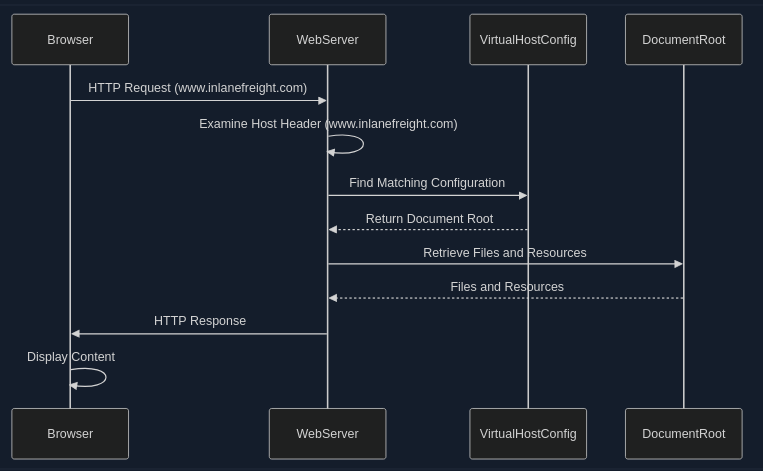 Browser
WebServer
VirtualHostConfig
DocumentRoot
HTTP Request (www.inlanefreight.com)
Examine Host Header (www.inlanefreight.com)
Find Matching Configuration
Return Document Root
Retrieve Files and Resources
Files and Resources
HTTP Response
Display Content
Browser
WebServer
VirtualHostConfig
DocumentRoot